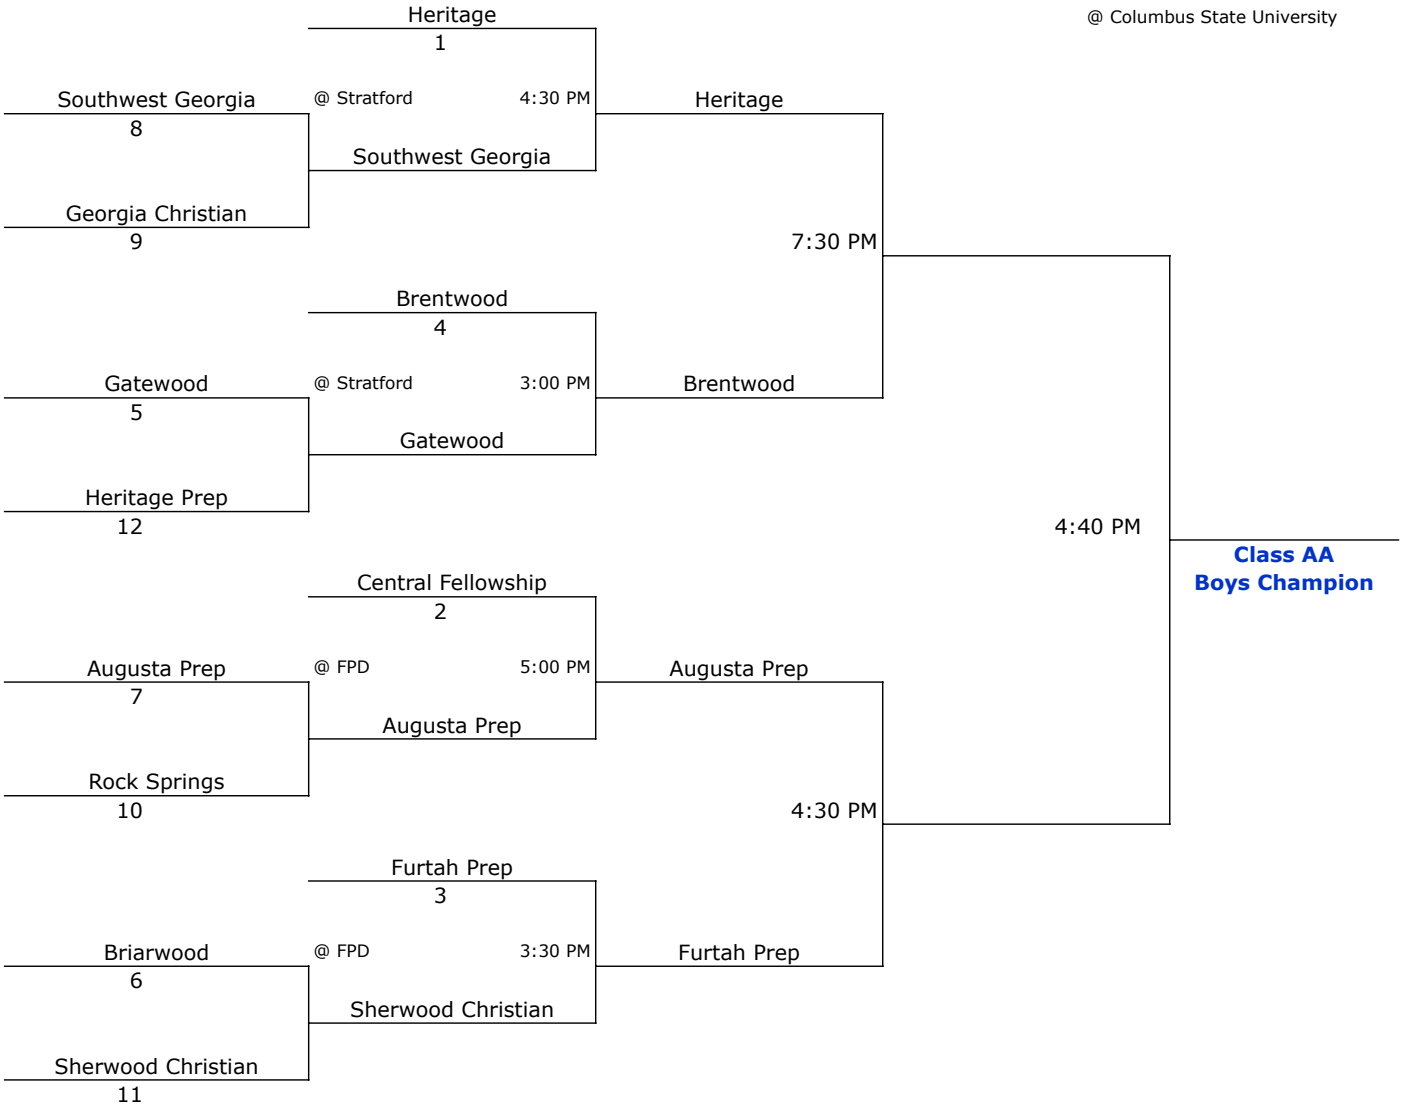 Heritage
@ Columbus State University
1
Southwest Georgia
@ Stratford 4:30 PM
Heritage
8
Southwest Georgia
Georgia Christian
9
7:30 PM
Brentwood
4
Gatewood
@ Stratford 3:00 PM
Brentwood
5
Gatewood
Heritage Prep
12
4:40 PM
Class AA
Boys Champion
Central Fellowship
2
Augusta Prep
@ FPD 5:00 PM
Augusta Prep
7
Augusta Prep
Rock Springs
10
4:30 PM
Furtah Prep
3
Briarwood
@ FPD 3:30 PM
Furtah Prep
6
Sherwood Christian
Sherwood Christian
11